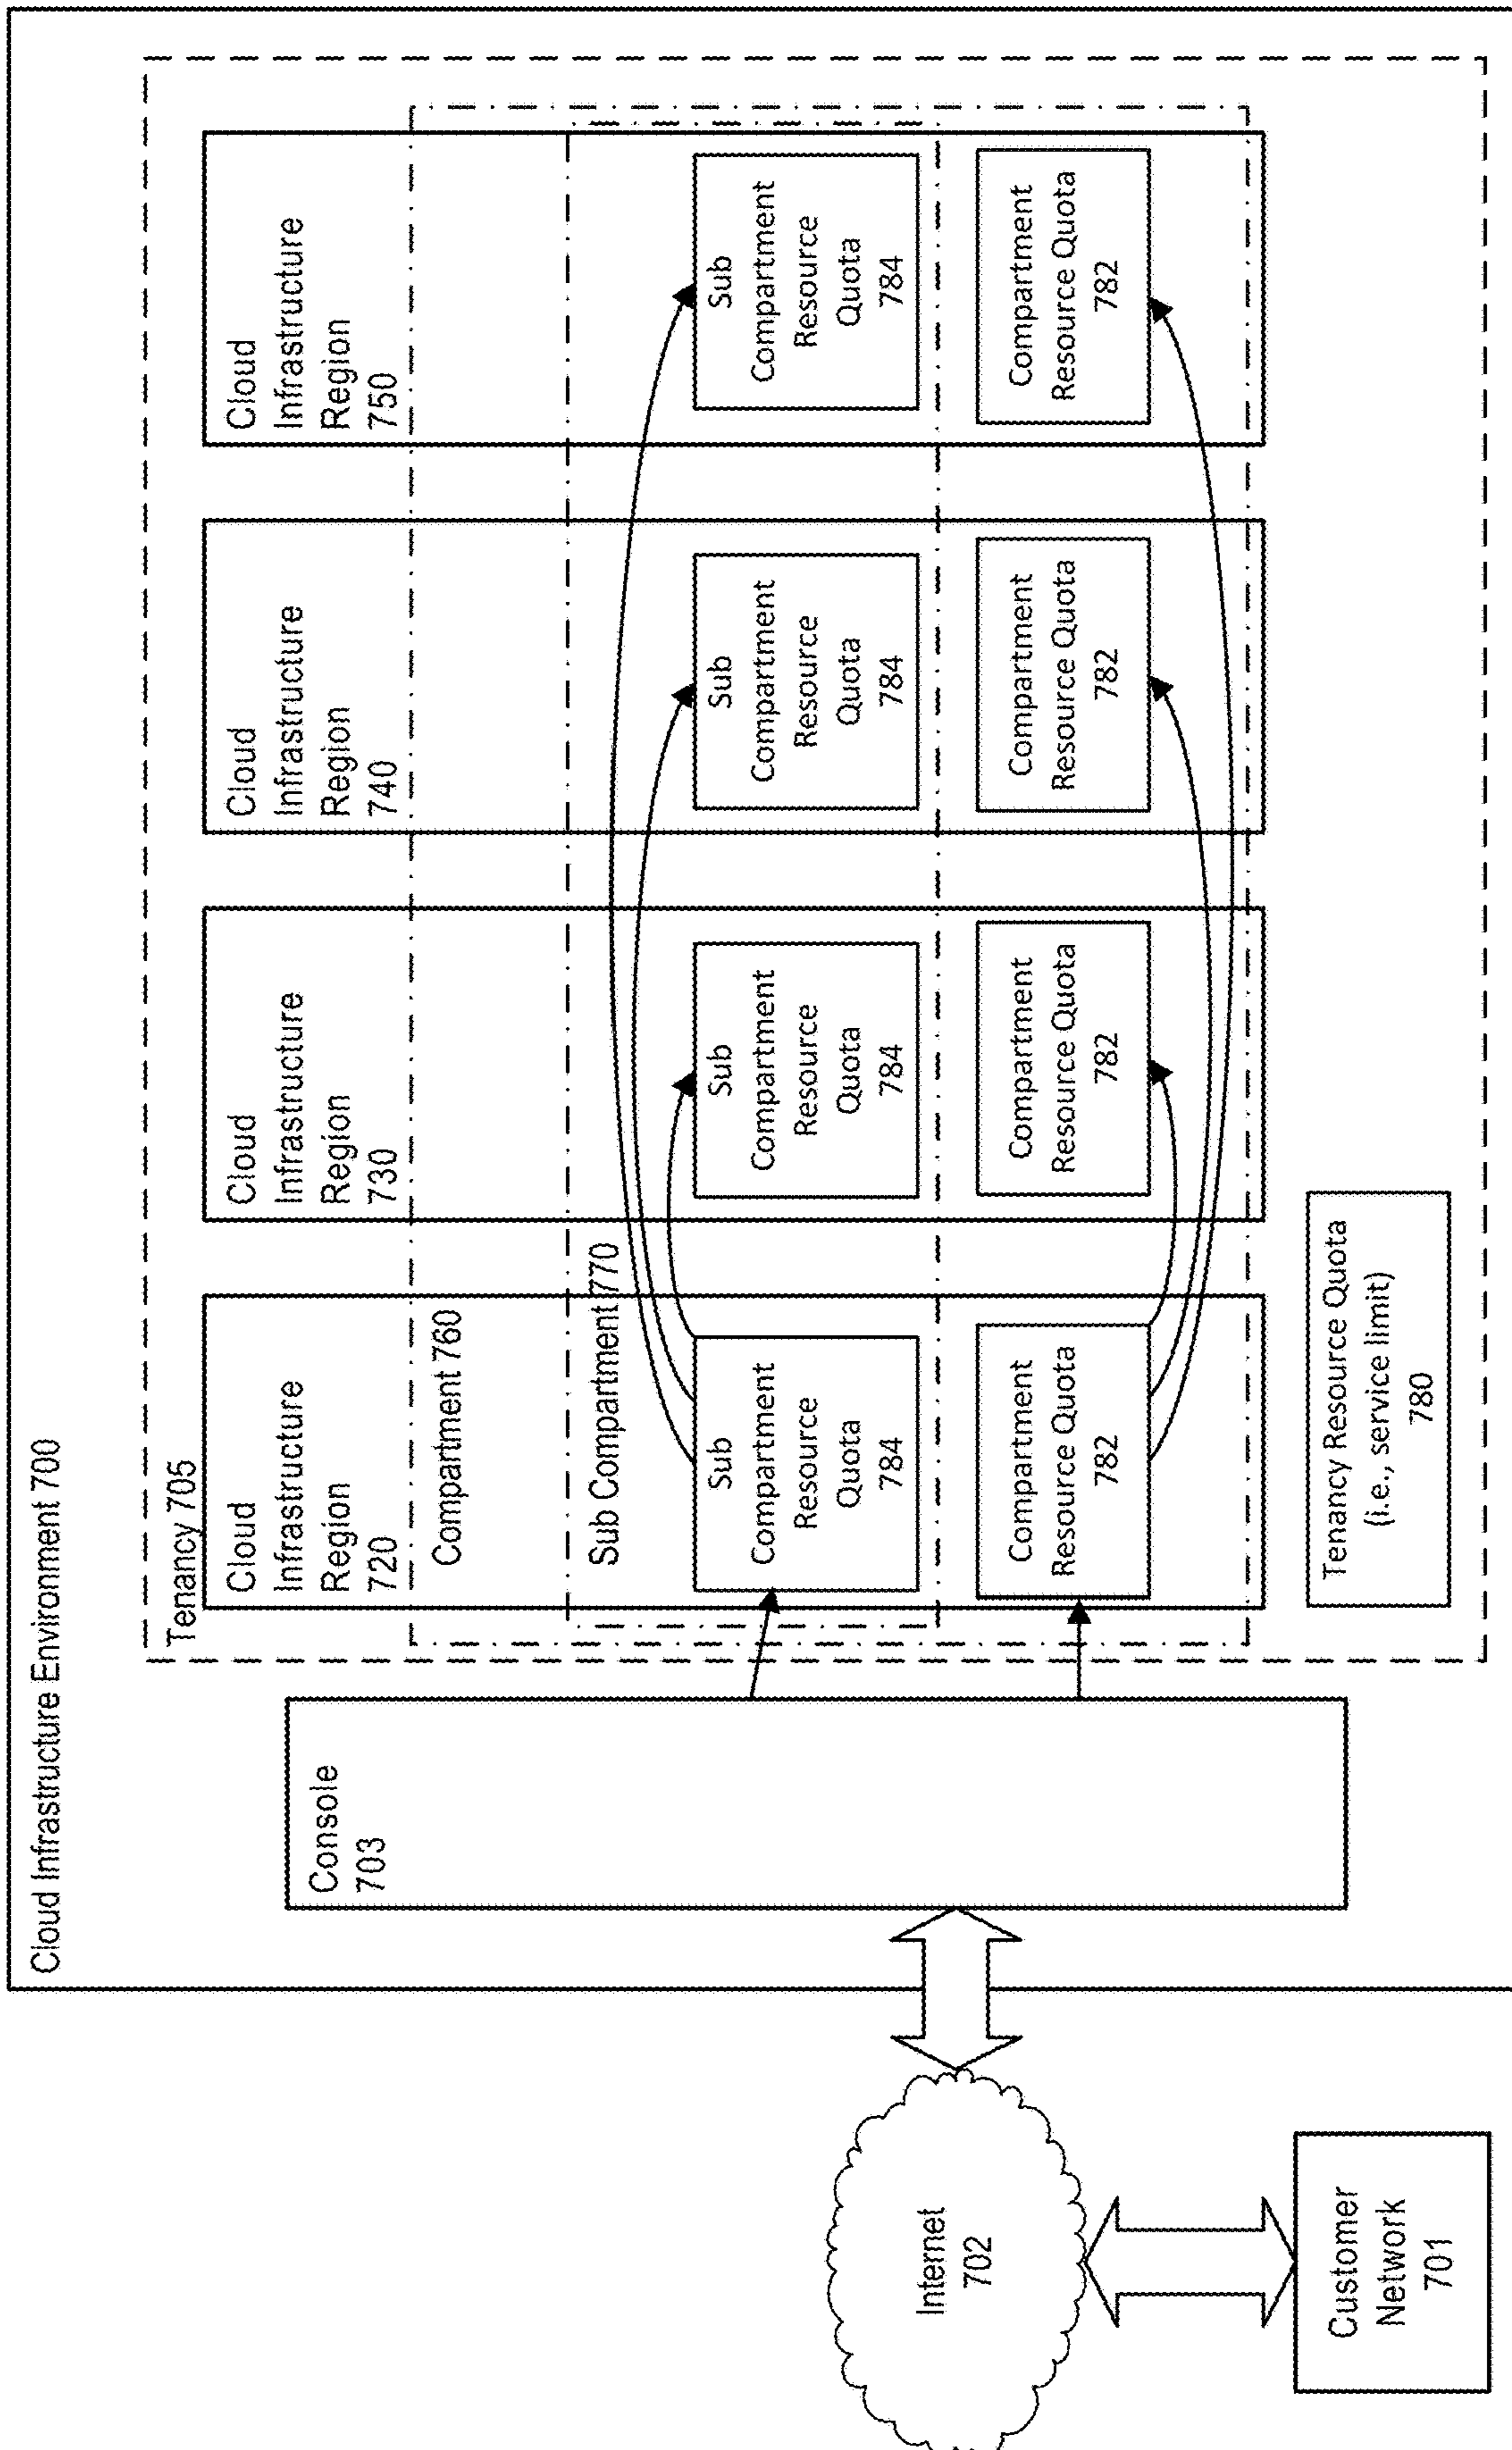 Cloud Infrastructure Environment 700
Tenancy 705
Cloud
Infrastructure
Region
720
Cloud
Infrastructure
Region
730
Cloud
Infrastructure
Region
740
Cloud
Infrastructure
Region
750
Compartment 760
Sub Compartment 770
Sub
Compartment
Resource
Quota
784
Sub
Compartment
Resource
Quota
784
Sub
Compartment
Resource
Quota
784
Sub
Compartment
Resource
Quota
784
Compartment
Resource Quota
782
Compartment
Resource Quota
782
Compartment
Resource Quota
782
Compartment
Resource Quota
782
Tenancy Resource Quota
(i.e., service limit)
780
Console
703
Internet
702
Customer
Network
701